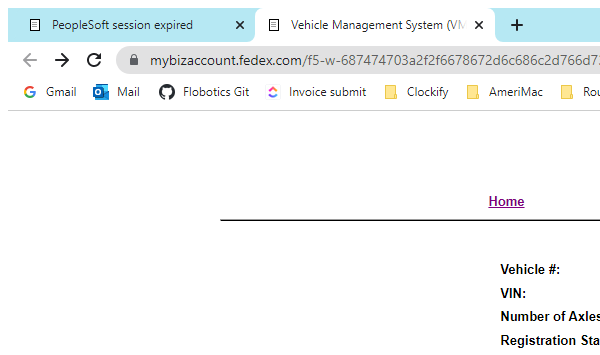 PeopleSoft session expired
Vehicle Management System (VM
mybizaccount.fedex.com/f5-w-687474703a2f2f6678672d6c686c2d766d73
Gmail Mail Flobotics Git Invoice submit Clockify AmeriMac Rou
Home
Vehicle #:
VIN:
Number of Axles
Registration Sta